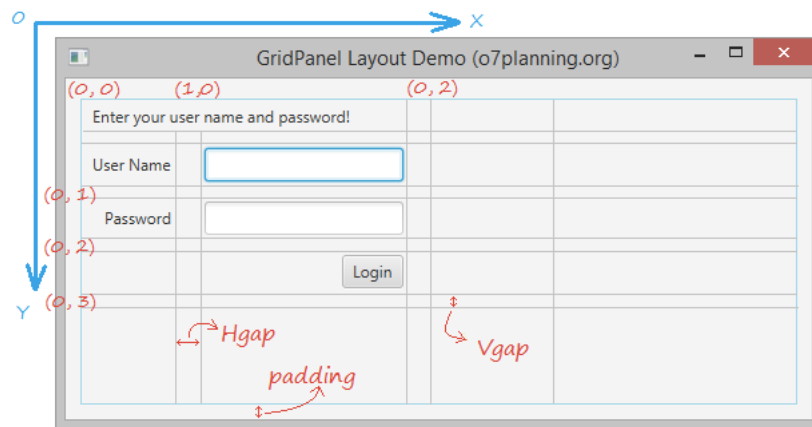 O
X
GridPanel Layout Demo (o7planning.org)
(0, 0) (1,0) (0, 2)
Enter your user name and password!
User Name
(0, 1)
Password
(0, 2)
Login
(0, 3)
Y
Hgap
Vgap
padding